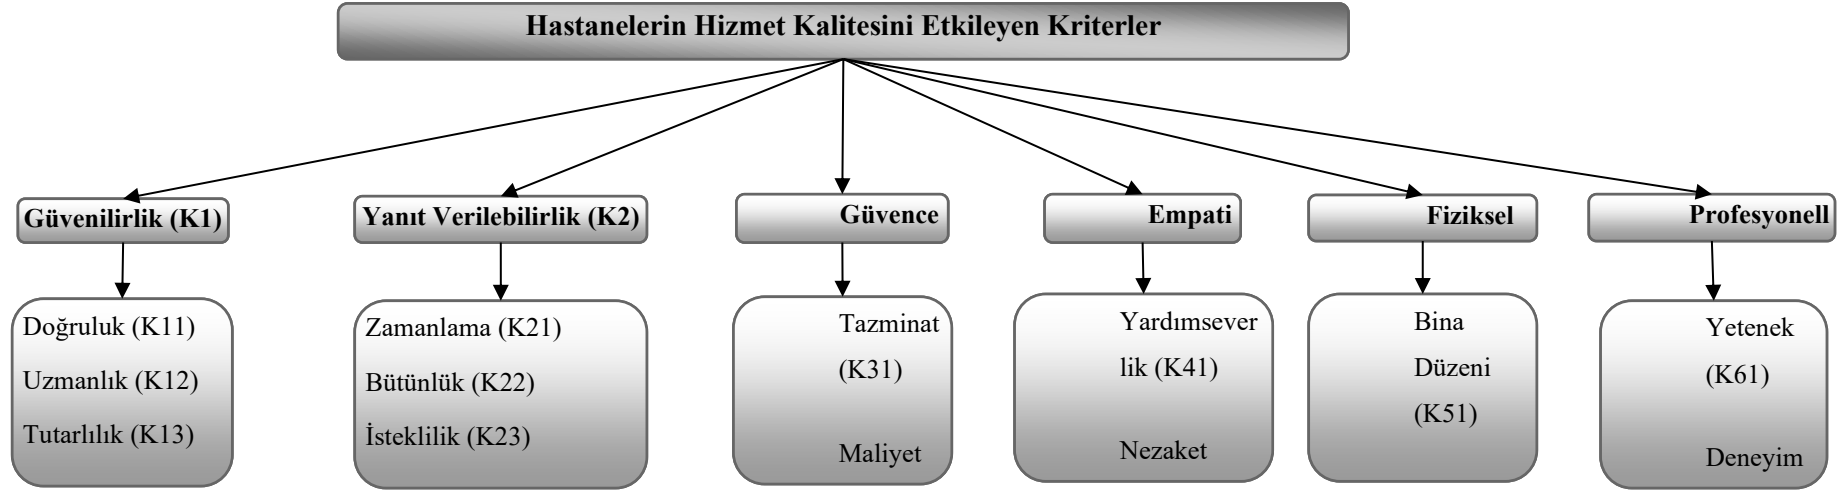 Hastanelerin Hizmet Kalitesini Etkileyen Kriterler
Güvenilirlik (K1)
Yanıt Verilebilirlik (K2)
Güvence
Empati
Fiziksel
Profesyonell
Doğruluk (K11)
Uzmanlık (K12)
Tutarlılık (K13)
Zamanlama (K21)
Bütünlük (K22)
İsteklilik (K23)
Tazminat
(K31)
Maliyet
Yardımsever
lik (K41)
Nezaket
Bina
Düzeni
(K51)
Yetenek
(K61)
Deneyim